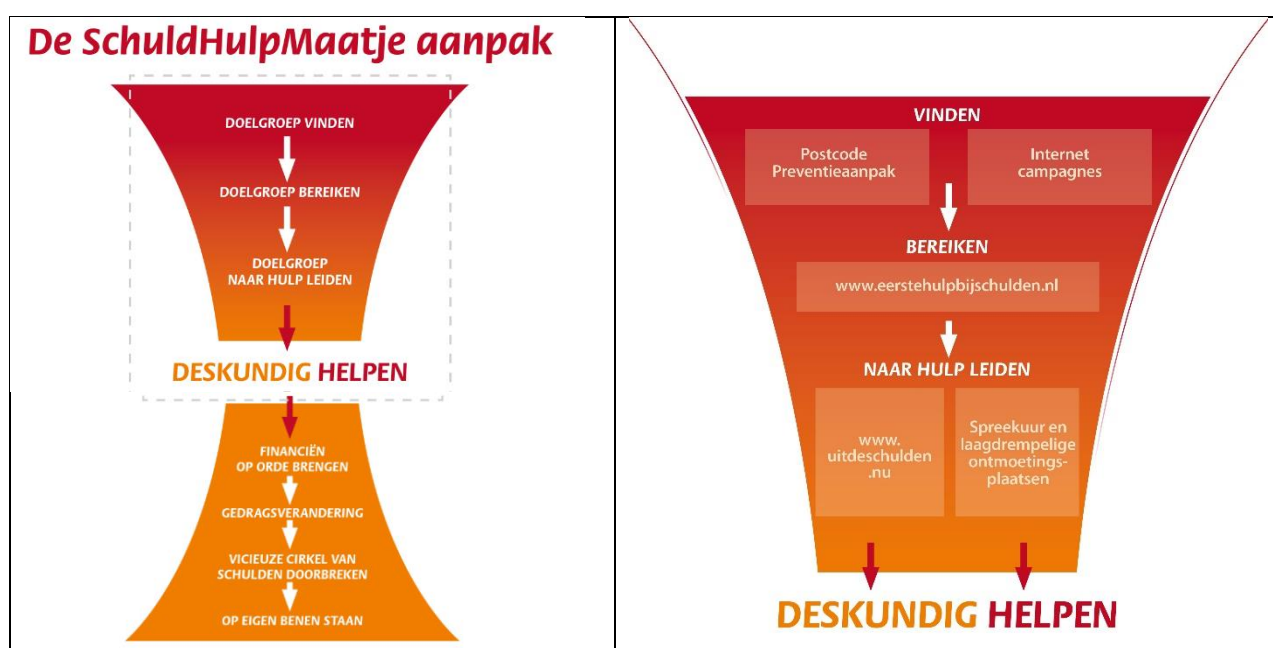 De SchuldHulpMaatje aanpak
DOELGROEP VINDEN
DOELGROEP BEREIKEN
DOELGROEP
NAAR HULP LEIDEN
DESKUNDIG HELPEN
FINANCIËN
OP ORDE BRENGEN
GEDRAGSVERANDERING
VICIEUZE CIRKEL VAN
SCHULDEN DOORBREKEN
OP EIGEN BENEN STAAN
VINDEN
Postcode
Preventieaanpak
Internet
campagnes
BEREIKEN
www.eerstehulpbijschulden.nl
NAAR HULP LEIDEN
www.
uitdeschulden
.nu
Spreekuur en
laagdrempelige
ontmoetings-
plaatsen
DESKUNDIG HELPEN